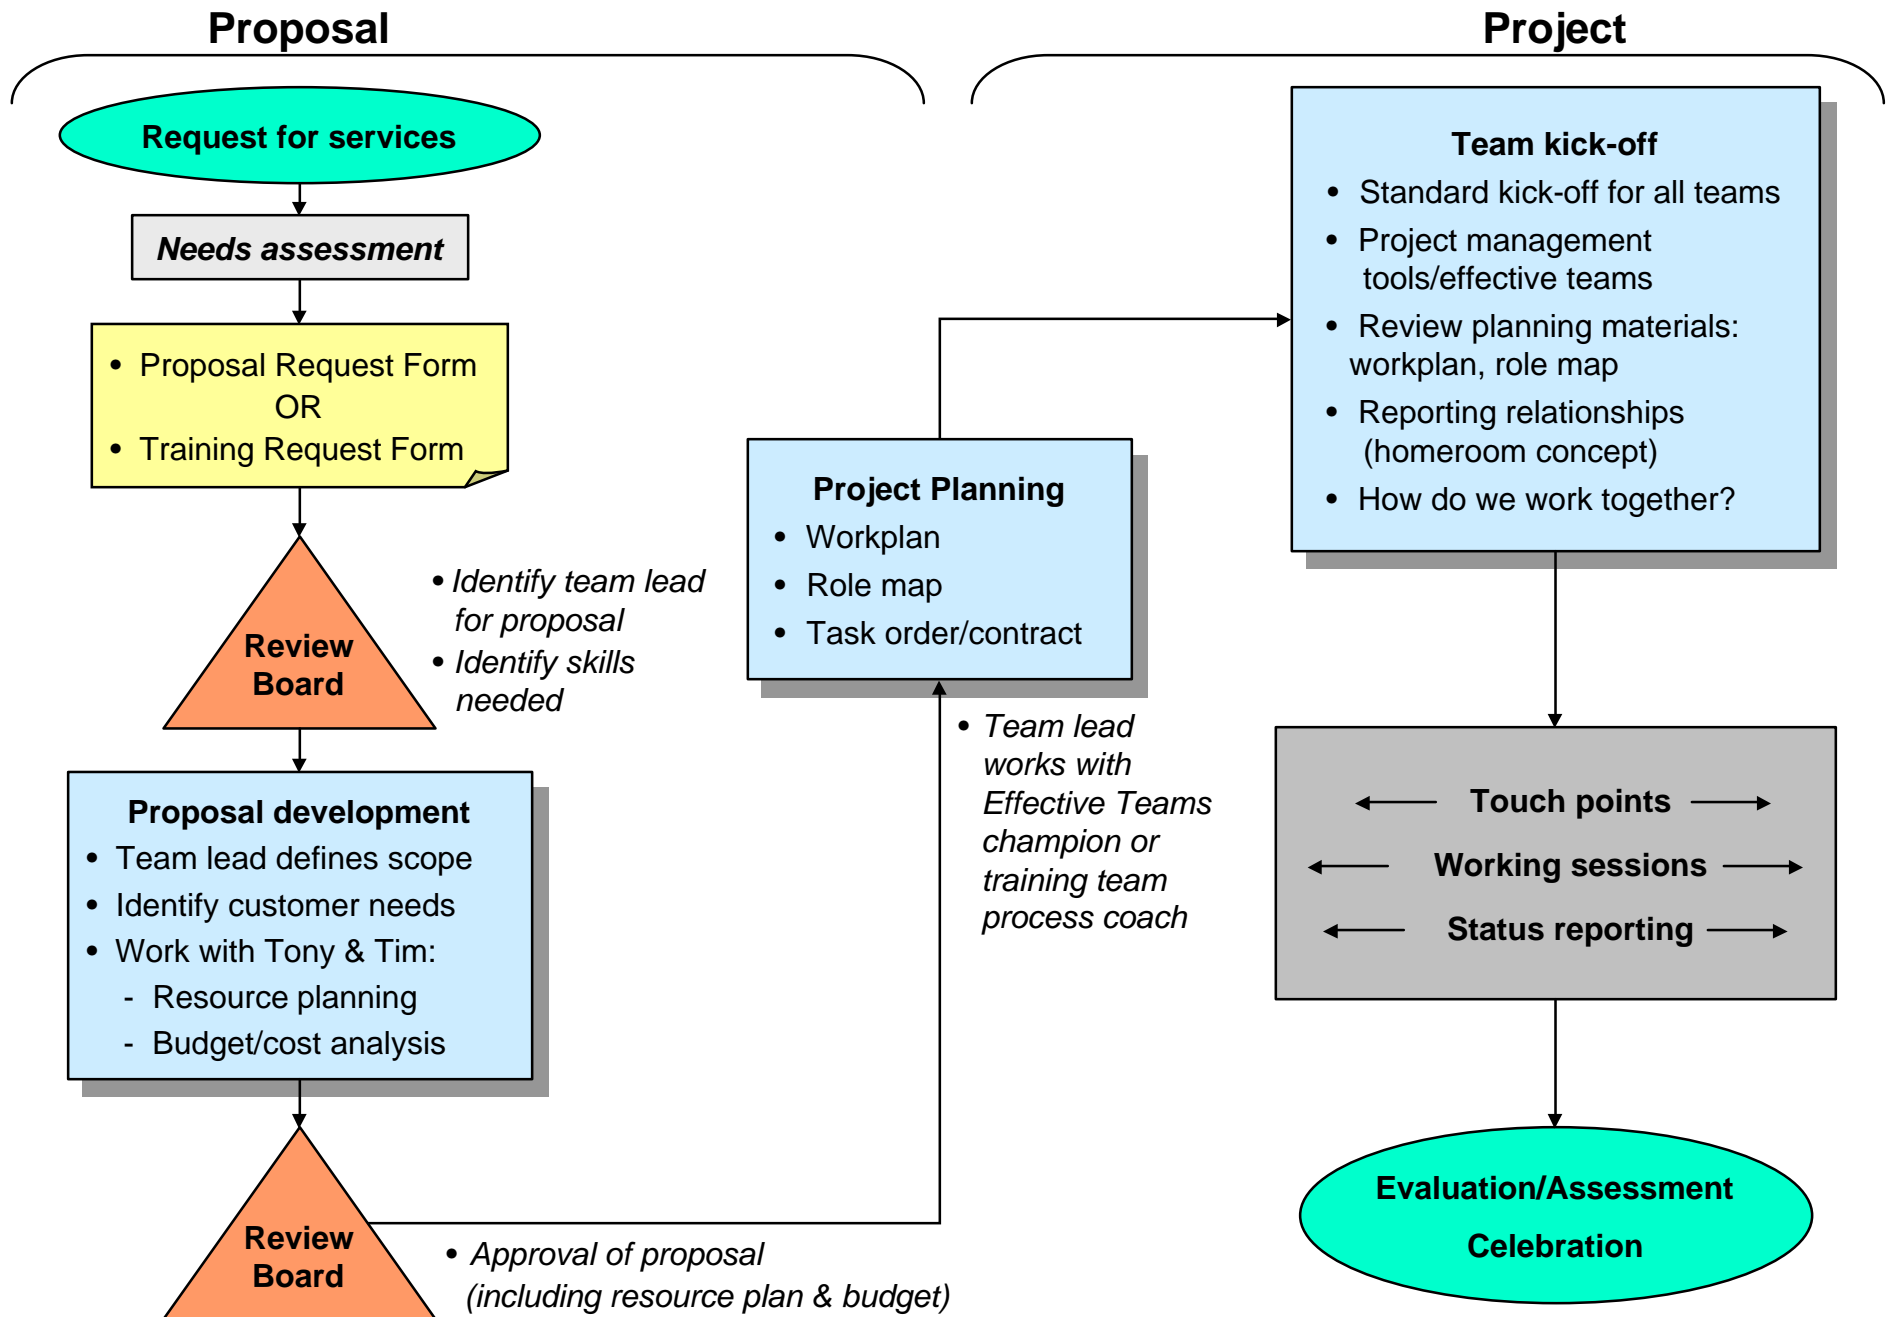 Proposal
Request for services
Needs assessment
• Proposal Request Form
OR
• Training Request Form
Review
Board
• Identify team lead
for proposal
• Identify skills
needed
Proposal development
• Team lead defines scope
• Identify customer needs
• Work with Tony & Tim:
- Resource planning
- Budget/cost analysis
Review
Board
• Approval of proposal
(including resource plan & budget)
Project Planning
• Workplan
• Role map
• Task order/contract
• Team lead
works with
Effective Teams
champion or
training team
process coach
Project
Team kick-off
• Standard kick-off for all teams
• Project management
tools/effective teams
• Review planning materials:
workplan, role map
• Reporting relationships
(homeroom concept)
• How do we work together?
Touch points
Working sessions
Status reporting
Evaluation/Assessment
Celebration